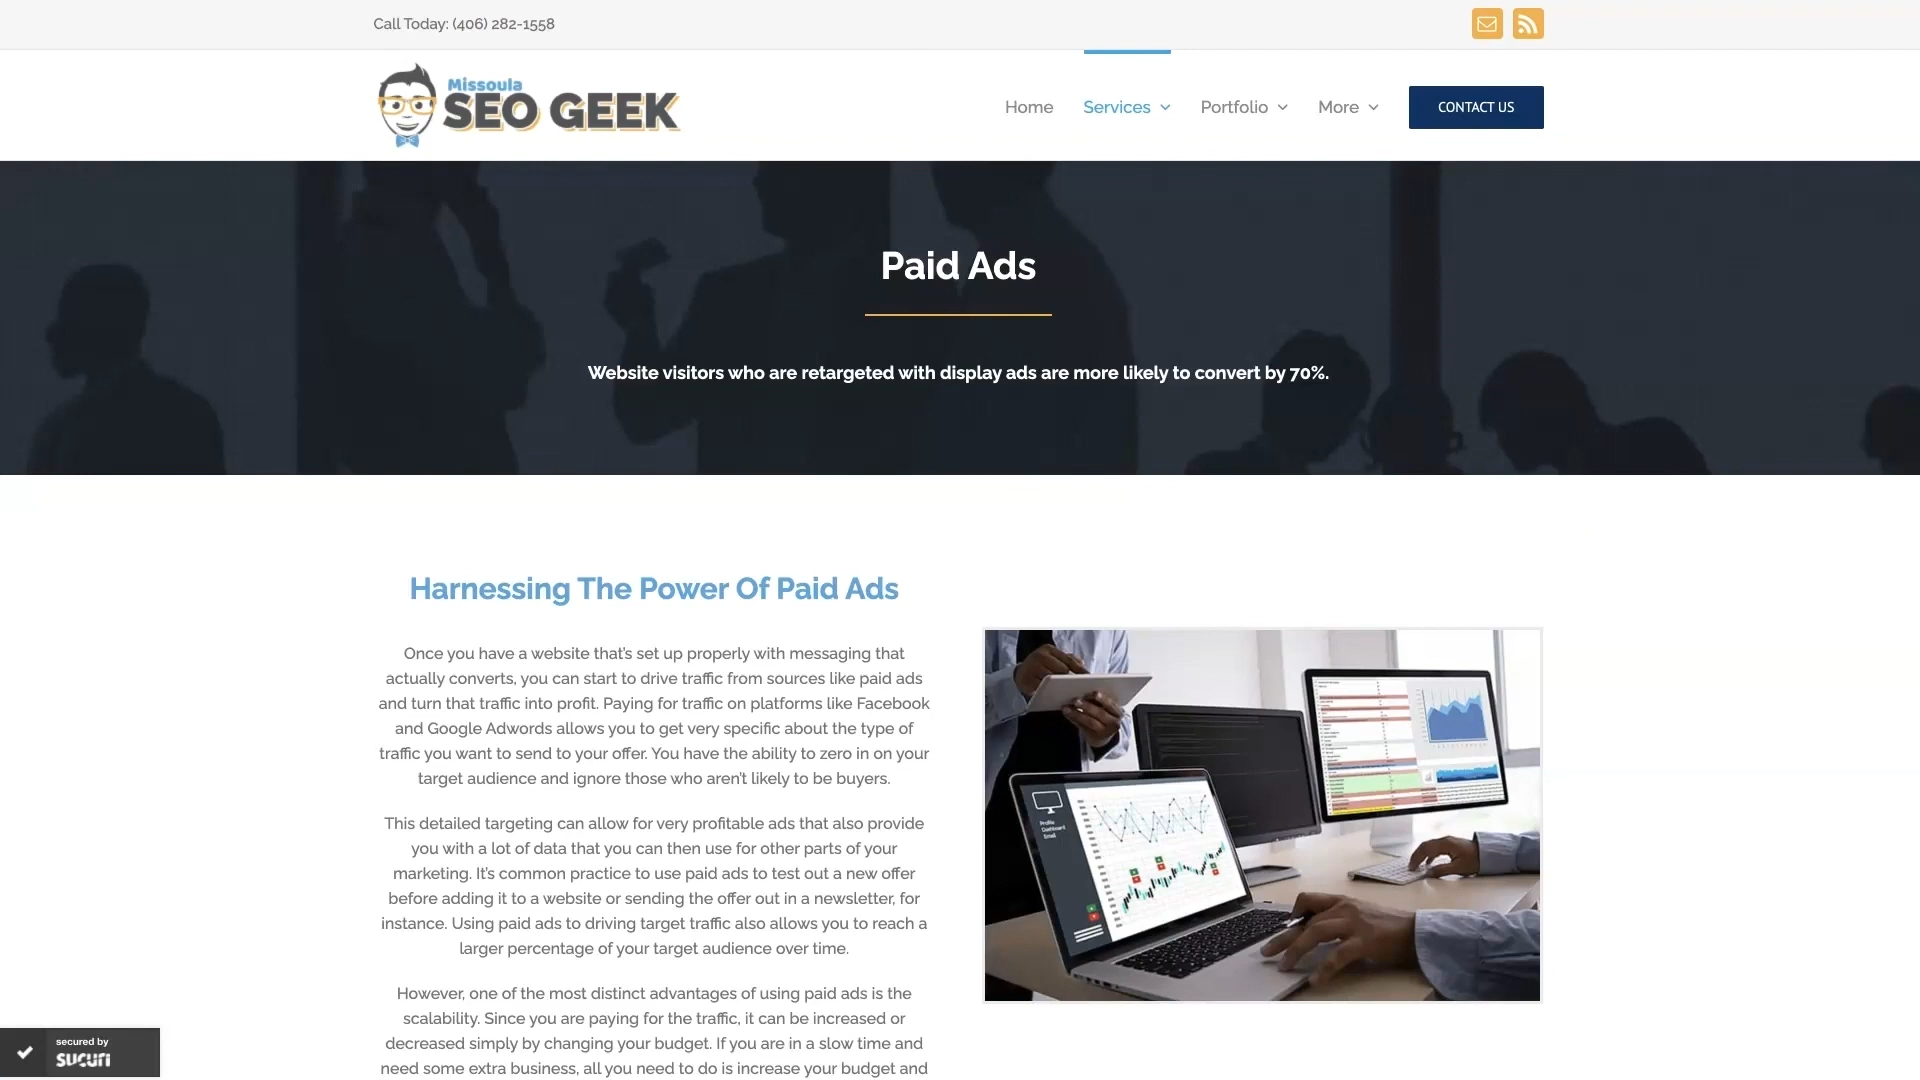 Call Today: (406) 282-1558
Missoula
SEO GEEK
Home
Services
Portfolio
More
CONTACT US
Paid Ads
Website visitors who are retargeted with display ads are more likely to convert by 70%.
Harnessing The Power Of Paid Ads
Once you have a website that's set up properly with messaging that
actually converts, you can start to drive traffic from sources like paid ads
and turn that traffic into profit. Paying for traffic on platforms like Facebook
and Google Adwords allows you to get very specific about the type of
traffic you want to send to your offer. You have the ability to zero in on your
target audience and ignore those who aren't likely to be buyers.
This detailed targeting can allow for very profitable ads that also provide
you with a lot of data that you can then use for other parts of your
marketing. It's common practice to use paid ads to test out a new offer
before adding it to a website or sending the offer out in a newsletter, for
instance. Using paid ads to driving target traffic also allows you to reach a
larger percentage of your target audience over time.
However, one of the most distinct advantages of using paid ads is the
scalability. Since you are paying for the traffic, it can be increased or
decreased simply by changing your budget. If you are in a slow time and
need some extra business, all you need to do is increase your budget and
Profile
Dashboard
Email
secured by
sucuri